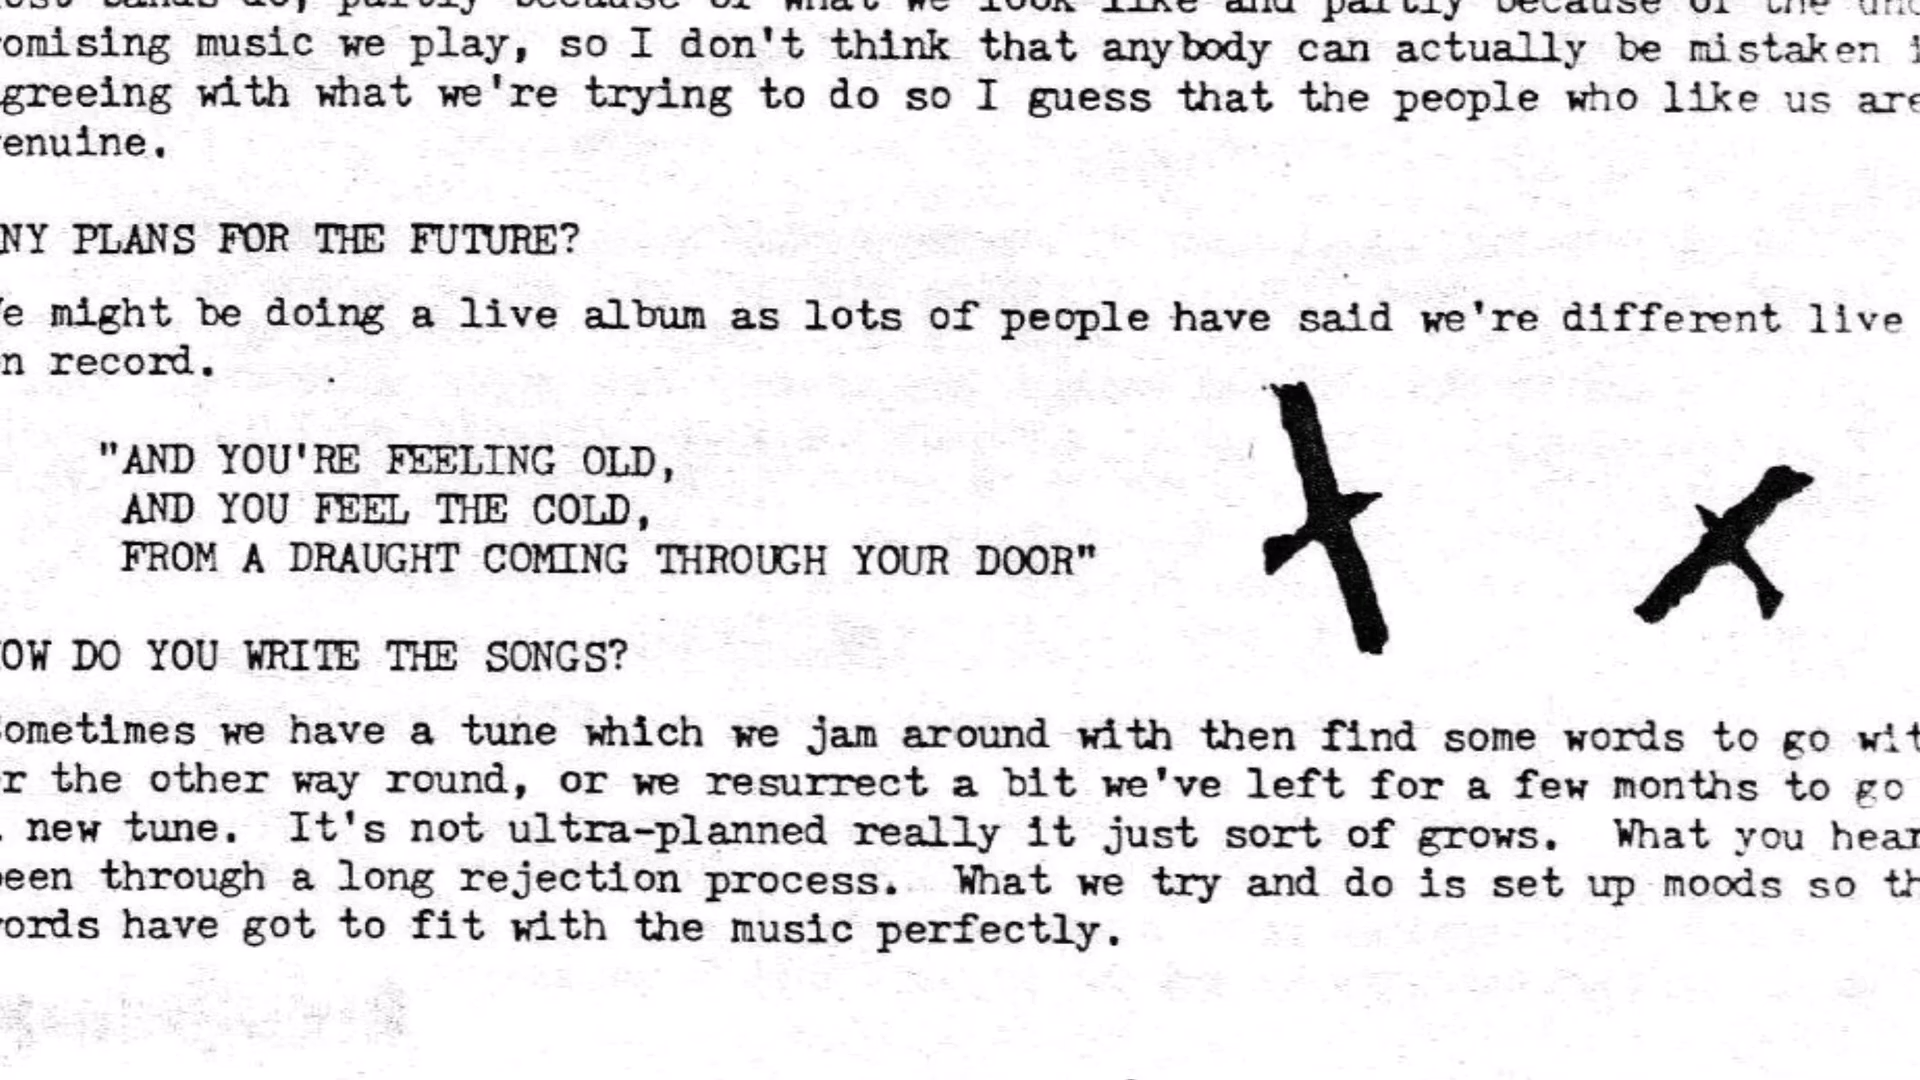 omising music we play, so I don't think that anybody can actually be mistaken
greeing with what we're trying to do so I guess that the people who like us are
enuine.
NY PLANS FOR THE FUTURE?
e might be doing a live album as lots of people have said we're different live
n record.
"AND YOU'RE FEELING OLD,
AND YOU FEEL THE COLD,
FROM A DRAUGHT COMING THROUGH YOUR DOOR"
OW DO YOU WRITE THE SONGS?
ometimes we have a tune which we jam around with then find some words to go wit
r the other way round, or we resurrect a bit we've left for a few months to go
new tune. It's not ultra-planned really it just sort of grows. What you hear
been through a long rejection process. What we try and do is set up moods so th
ords have got to fit with the music perfectly.